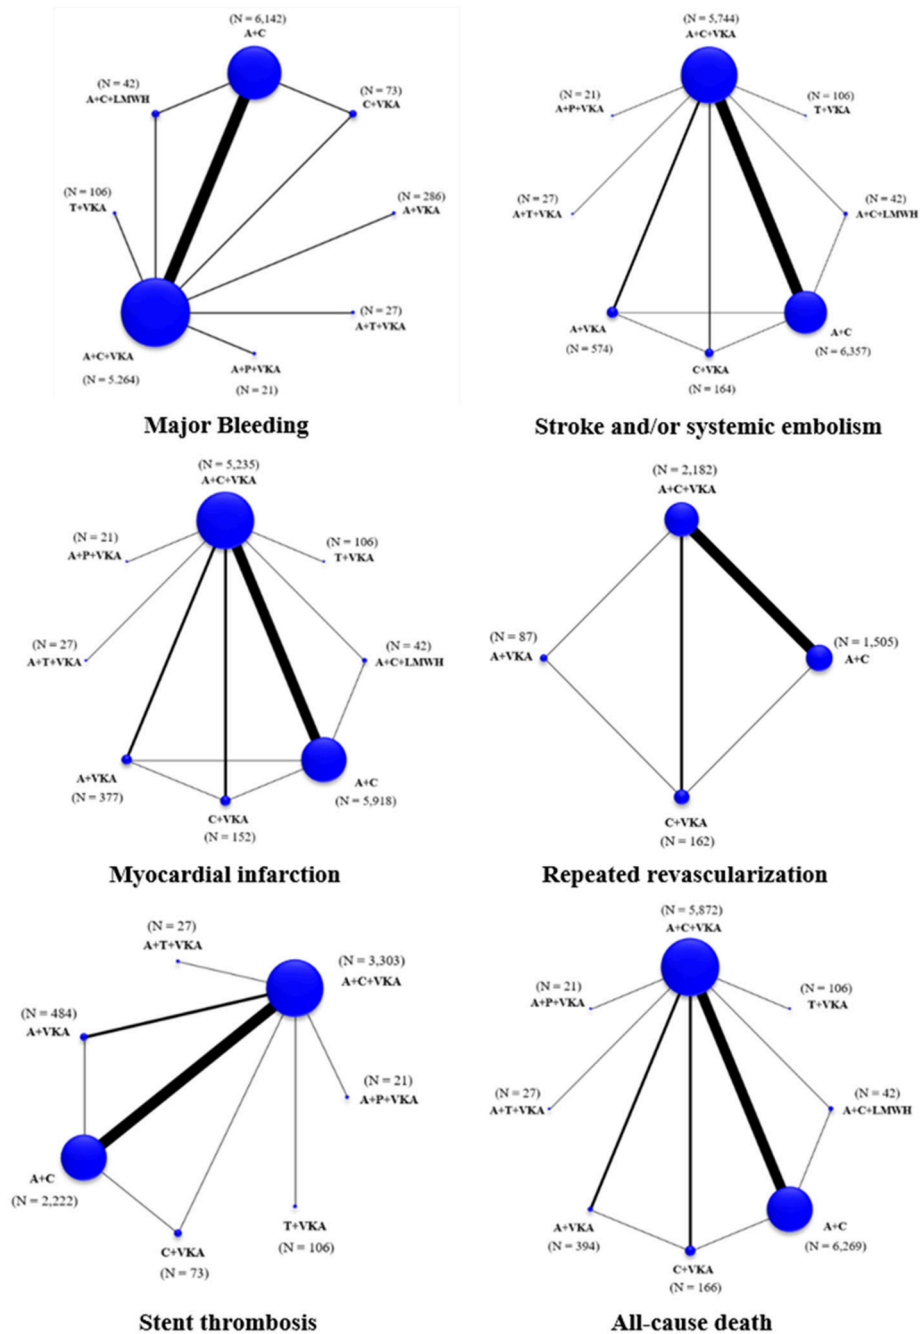 (N = 6,142)
A+C
(N = 42)
A+C+LMWH
(N = 73)
C+VKA
(N = 106)
T+VKA
(N = 286)
A+VKA
(N = 27)
A+T+VKA
A+C+VKA
(N = 5.264)
A+P+VKA
(N = 21)
Major Bleeding
(N = 5,744)
A+C+VKA
(N = 21)
A+P+VKA
(N = 106)
T+VKA
(N = 27)
A+T+VKA
(N = 42)
A+C+LMWH
A+VKA
(N = 574)
A+C
(N = 6,357)
C+VKA
(N = 164)
Stroke and/or systemic embolism
(N = 5,235)
A+C+VKA
(N = 21)
A+P+VKA
(N = 106)
T+VKA
(N = 27)
A+T+VKA
(N = 42)
A+C+LMWH
A+VKA
(N = 377)
A+C
(N = 5,918)
C+VKA
(N = 152)
Myocardial infarction
(N = 2,182)
A+C+VKA
(N = 87)
A+VKA
(N = 1,505)
A+C
C+VKA
(N = 162)
Repeated revascularization
(N = 27)
A+T+VKA
(N = 3,303)
A+C+VKA
(N = 484)
A+VKA
(N = 21)
A+P+VKA
A+C
(N = 2,222)
T+VKA
(N = 106)
C+VKA
(N = 73)
Stent thrombosis
(N = 5,872)
A+C+VKA
(N = 21)
A+P+VKA
(N = 106)
T+VKA
(N = 27)
A+T+VKA
(N = 42)
A+C+LMWH
A+VKA
(N = 394)
A+C
(N = 6,269)
C+VKA
(N = 166)
All-cause death